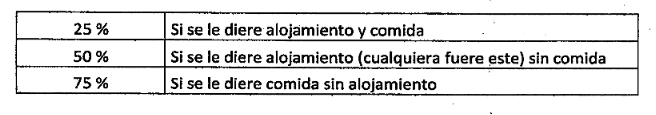 25 % Si se le diere alojamiento y comida
50 % Si se le diere alojamiento (cualquiera fuere este) sin comida
75 % Si se le diere comida sin alojamiento